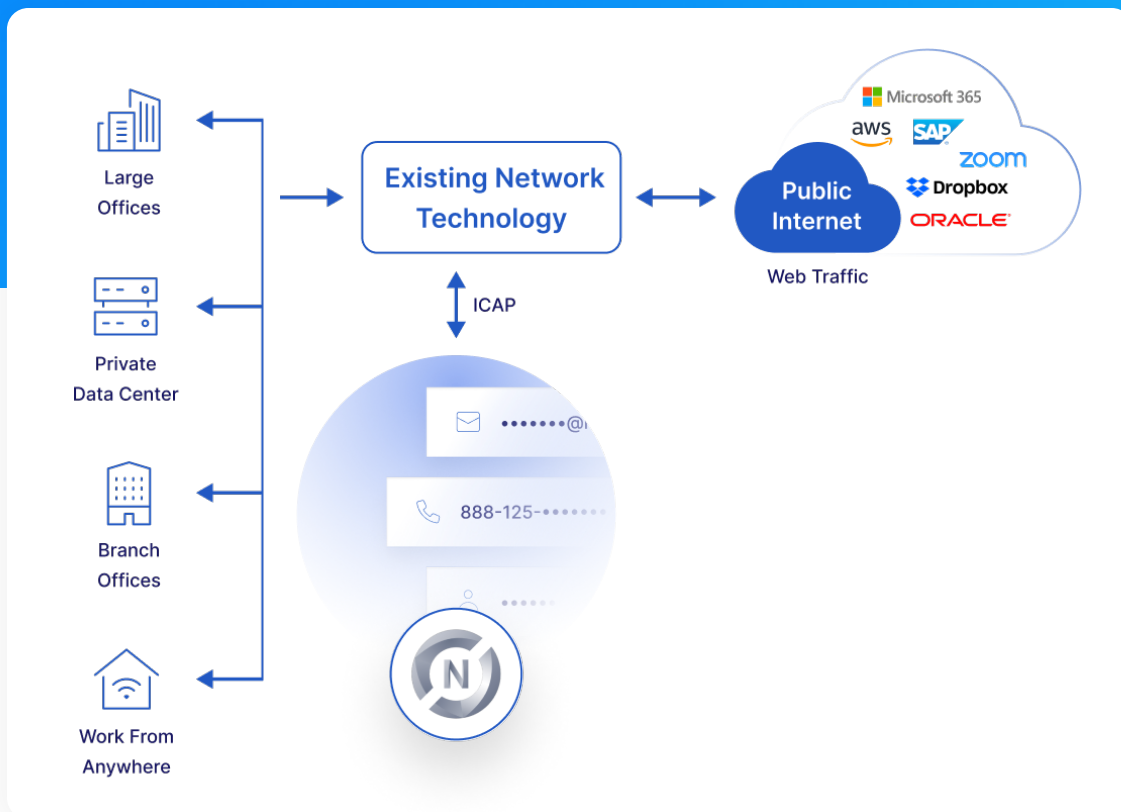 Large
Offices
Private
Data Center
Branch
Offices
Work From
Anywhere
Existing Network
Technology
ICAP
•••••••@
888-125-•••••••
••••••
N
Microsoft 365
aws
SAP
zoom
Dropbox
ORACLE
Public
Internet
Web Traffic